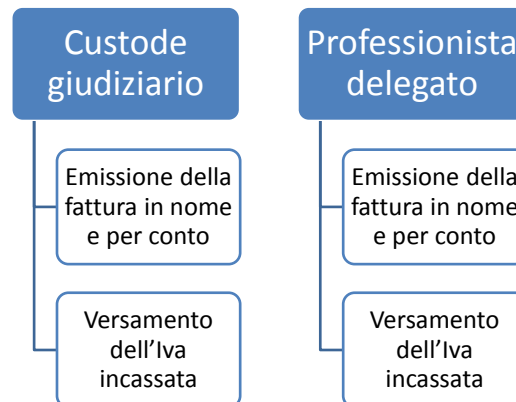 Custode
giudiziario
Emissione della
fattura in nome
e per conto
Versamento
dell'Iva
incassata
Professionista
delegato
Emissione della
fattura in nome
e per conto
Versamento
dell'Iva
incassata